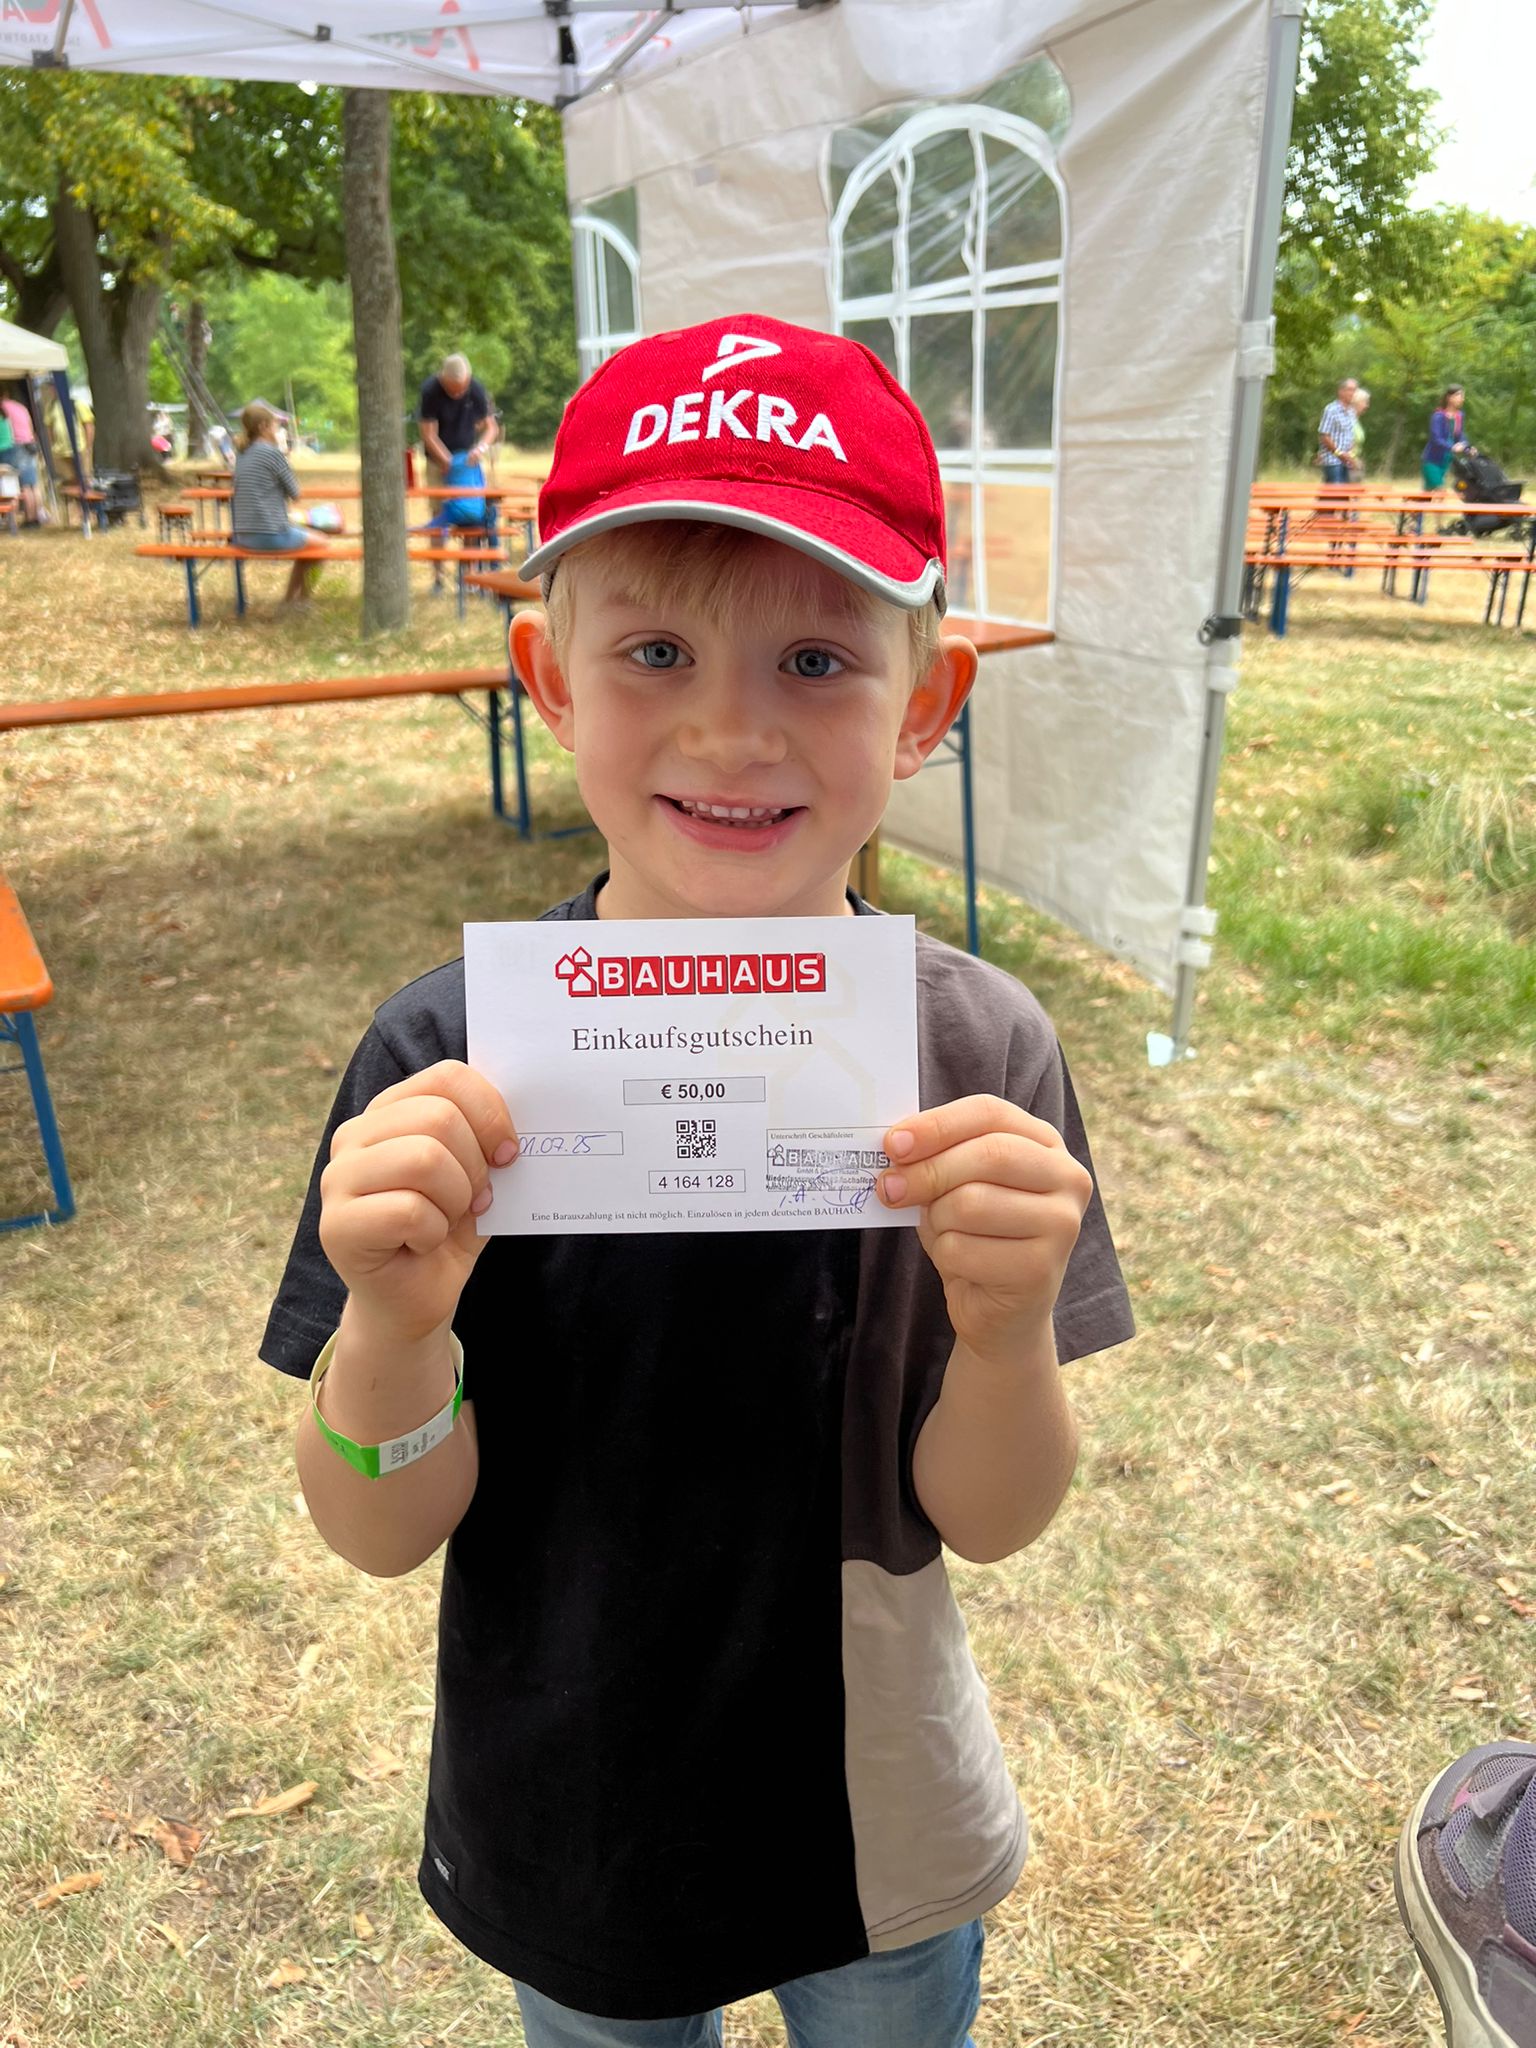 DEKRA
BAUHAUS
Einkaufsgutschein
€ 50,00
01.07.25
Unterschrift Geschäftsleiter
BAUHAUS
4 164 128
Eine Barauszahlung ist nicht möglich. Einzulösen in jedem deutschen BAUHAUS.